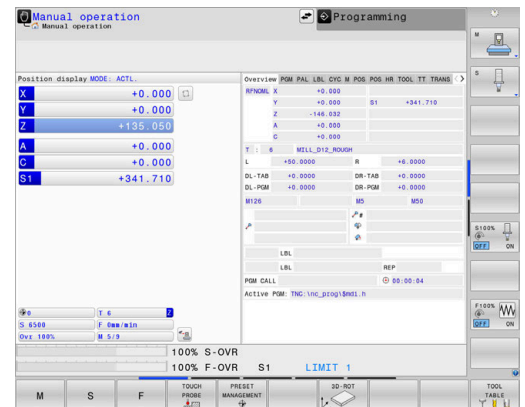 Manual operation
Manual operation
Programming
Position display MODE: ACTL.
X +0.000
Y +0.000
Z +135.050
A +0.000
C +0.000
S1 +341.710
0 T 6 Z
S 6500 F 0mm/min
Ovr 100% M 5/9
Overview PGM PAL LBL CYC M POS POS HR TOOL TT TRANS
RFNOML X +0.000
Y +0.000 S1 +341.710
Z -146.032
A +0.000
C +0.000
T : 6 MILL_D12_ROUGH
L +50.0000 R +6.0000
DL-TAB +0.0000 DR-TAB +0.0000
DL-PGM +0.0000 DR-PGM +0.0000
M126 M5 M50
P#
P
LBL
LBL REP
PGM CALL 00:00:04
Active PGM: TNC:\nc_prog\$mdi.h
100% S-OVR
100% F-OVR S1 LIMIT 1
M
S
S100%
OFF ON
F100%
OFF ON
M
S
F
TOUCH
PROBE
PRESET
MANAGEMENT
3D-ROT
TOOL
TABLE